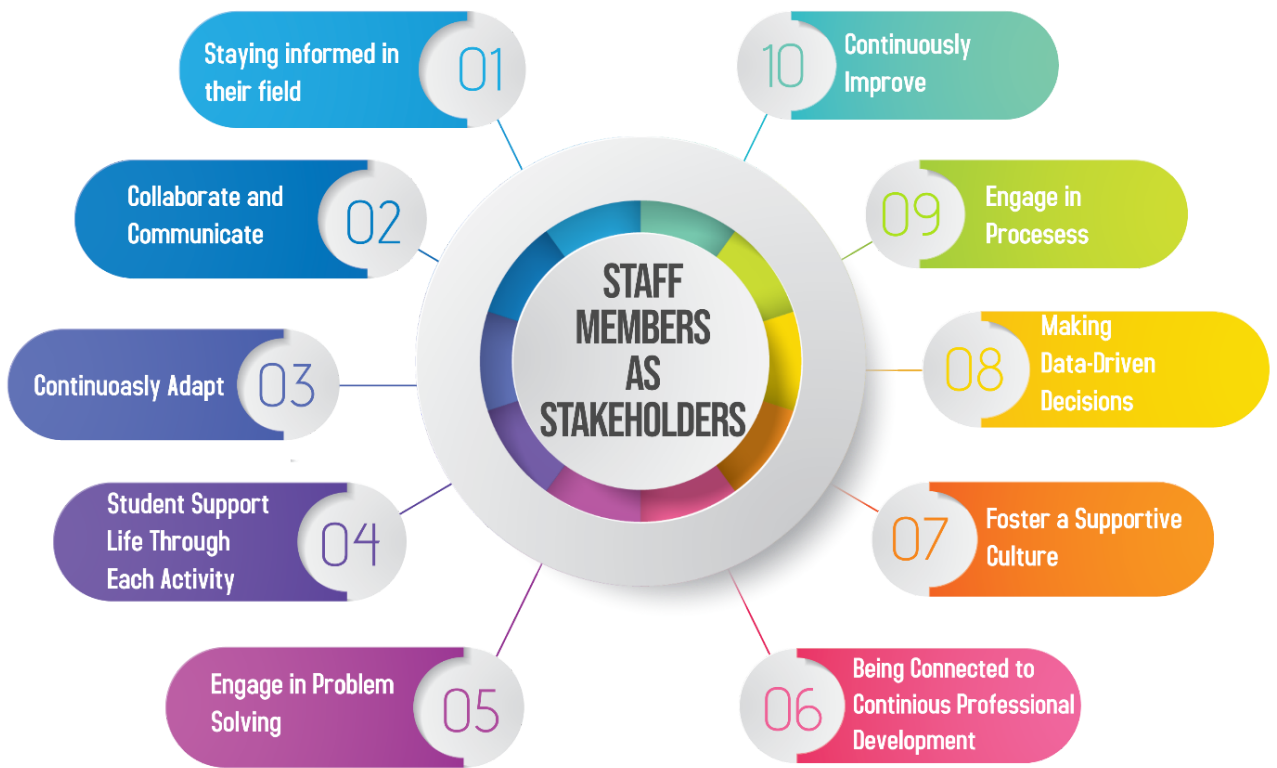 STAFF
MEMBERS
AS
STAKEHOLDERS
01
Staying informed in
their field
02
Collaborate and
Communicate
03
Continuoasly Adapt
04
Student Support
Life Through
Each Activity
05
Engage in Problem
Solving
06
Being Connected to
Continious Professional
Development
07
Foster a Supportive
Culture
08
Making
Data-Driven
Decisions
09
Engage in
Procesess
10
Continuously
Improve